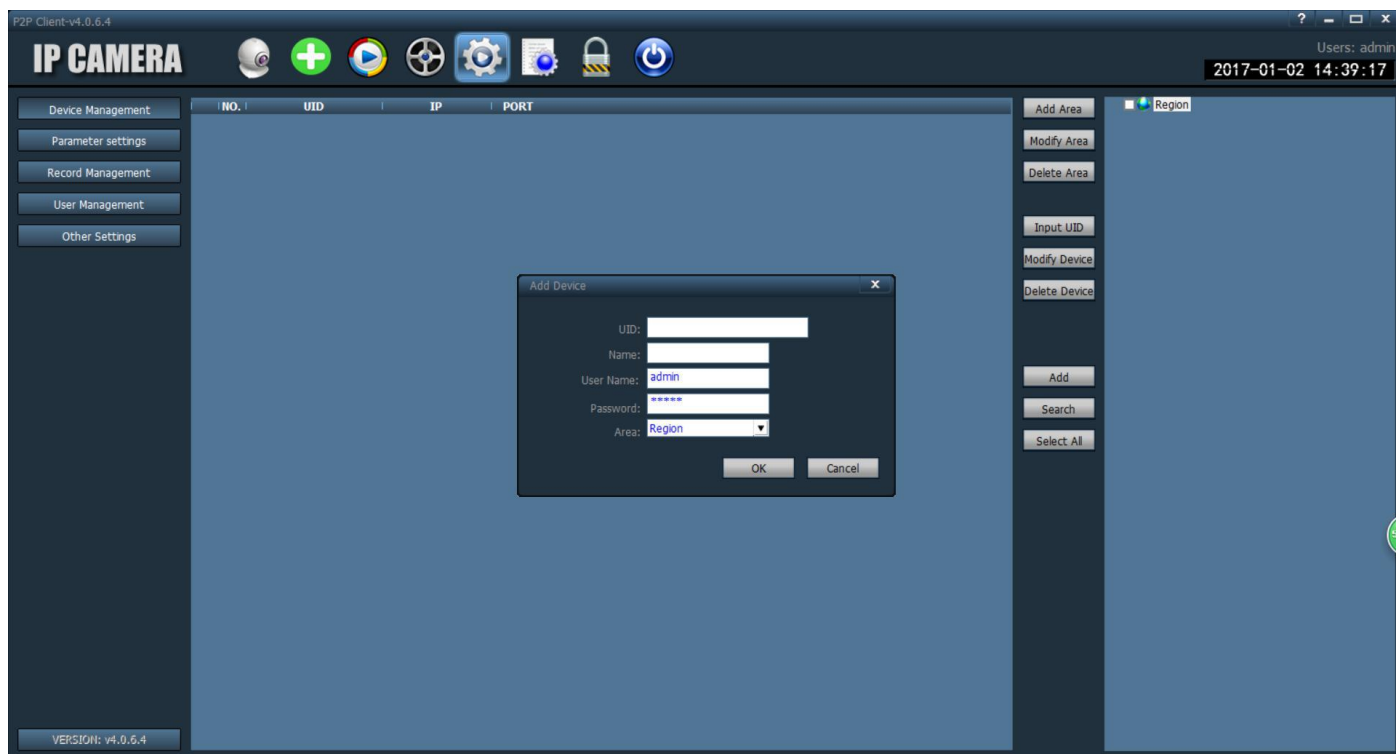 P2P Client-v4.0.6.4
IP CAMERA
Users: admin
2017-01-02 14:39:17
Device Management
Parameter settings
Record Management
User Management
Other Settings
VERSION: v4.0.6.4
NO. UID IP PORT
Add Device
UID:
Name:
User Name: admin
Password: *****
Area: Region
OK Cancel
Add Area
Modify Area
Delete Area
Input UID
Modify Device
Delete Device
Add
Search
Select All
Region